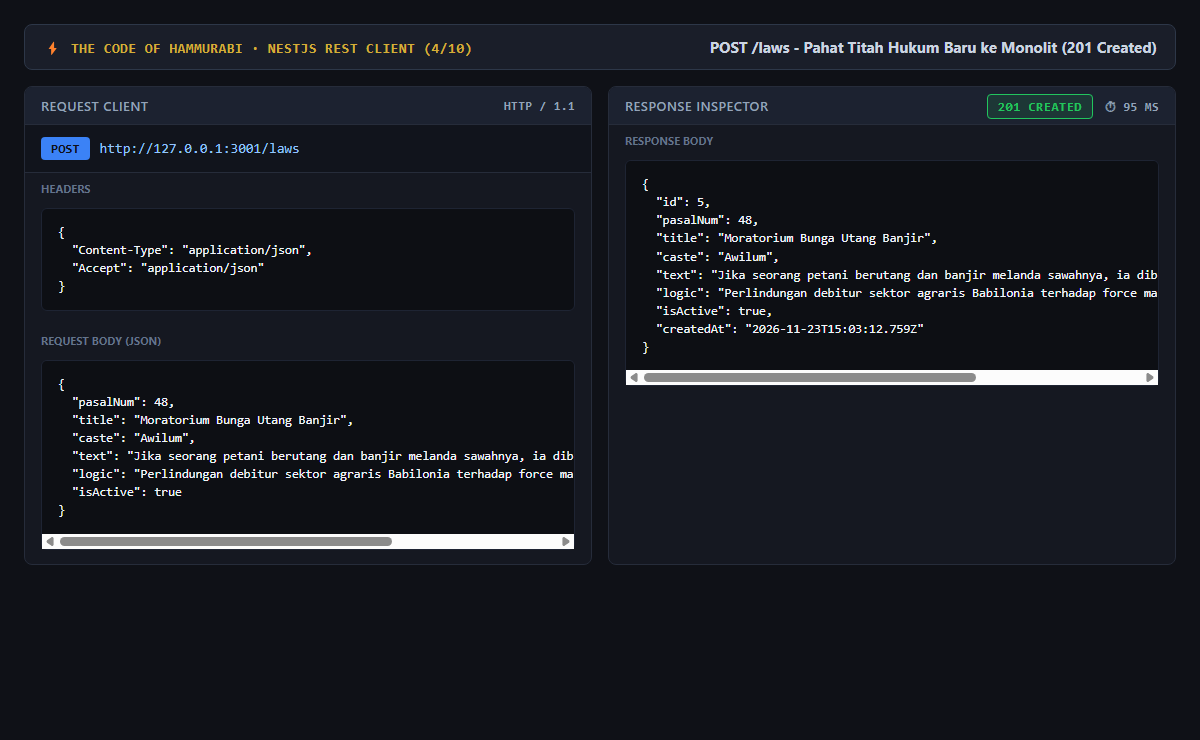 ⚡ THE CODE OF HAMMURABI · NESTJS REST CLIENT (4/10)
POST /laws - Pahat Titah Hukum Baru ke Monolit (201 Created)
REQUEST CLIENT
HTTP / 1.1
POST http://127.0.0.1:3001/laws
HEADERS
{
"Content-Type": "application/json",
"Accept": "application/json"
}
REQUEST BODY (JSON)
{
"pasalNum": 48,
"title": "Moratorium Bunga Utang Banjir",
"caste": "Awilum",
"text": "Jika seorang petani berutang dan banjir melanda sawahnya, ia dib
"logic": "Perlindungan debitur sektor agraris Babilonia terhadap force ma
"isActive": true
}
RESPONSE INSPECTOR
201 CREATED
⏱ 95 MS
RESPONSE BODY
{
"id": 5,
"pasalNum": 48,
"title": "Moratorium Bunga Utang Banjir",
"caste": "Awilum",
"text": "Jika seorang petani berutang dan banjir melanda sawahnya, ia dib
"logic": "Perlindungan debitur sektor agraris Babilonia terhadap force ma
"isActive": true,
"createdAt": "2026-11-23T15:03:12.759Z"
}